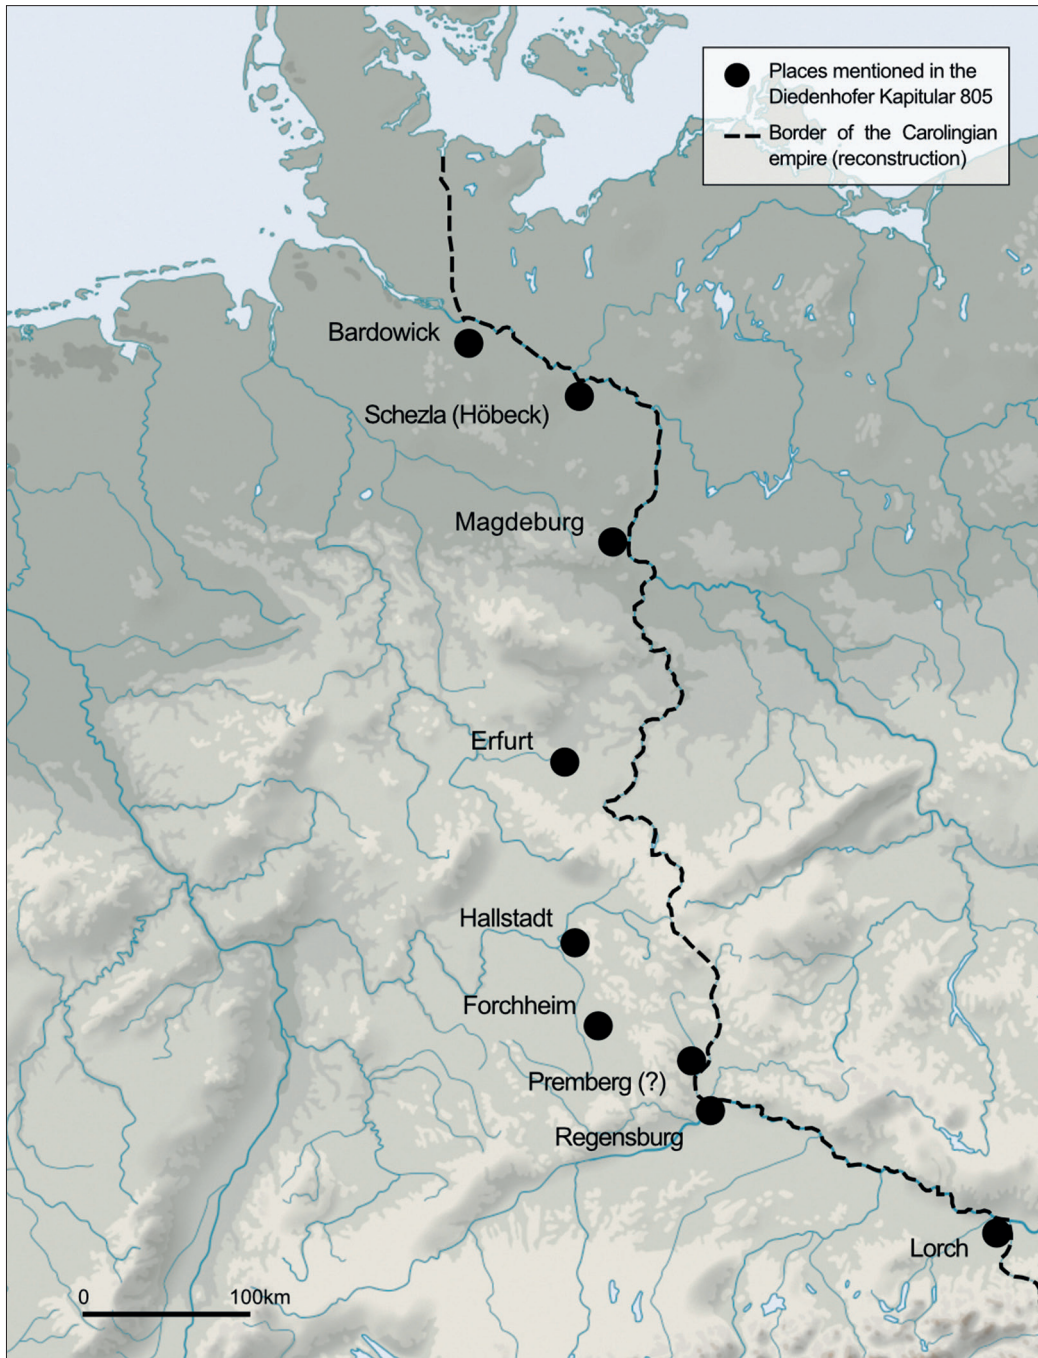 Places mentioned in the
Diedenhofer Kapitular 805
Border of the Carolingian
empire (reconstruction)
Bardowick
Schezla (Höbeck)
Magdeburg
Erfurt
Hallstadt
Forchheim
Premberg (?)
Regensburg
Lorch
0 100km